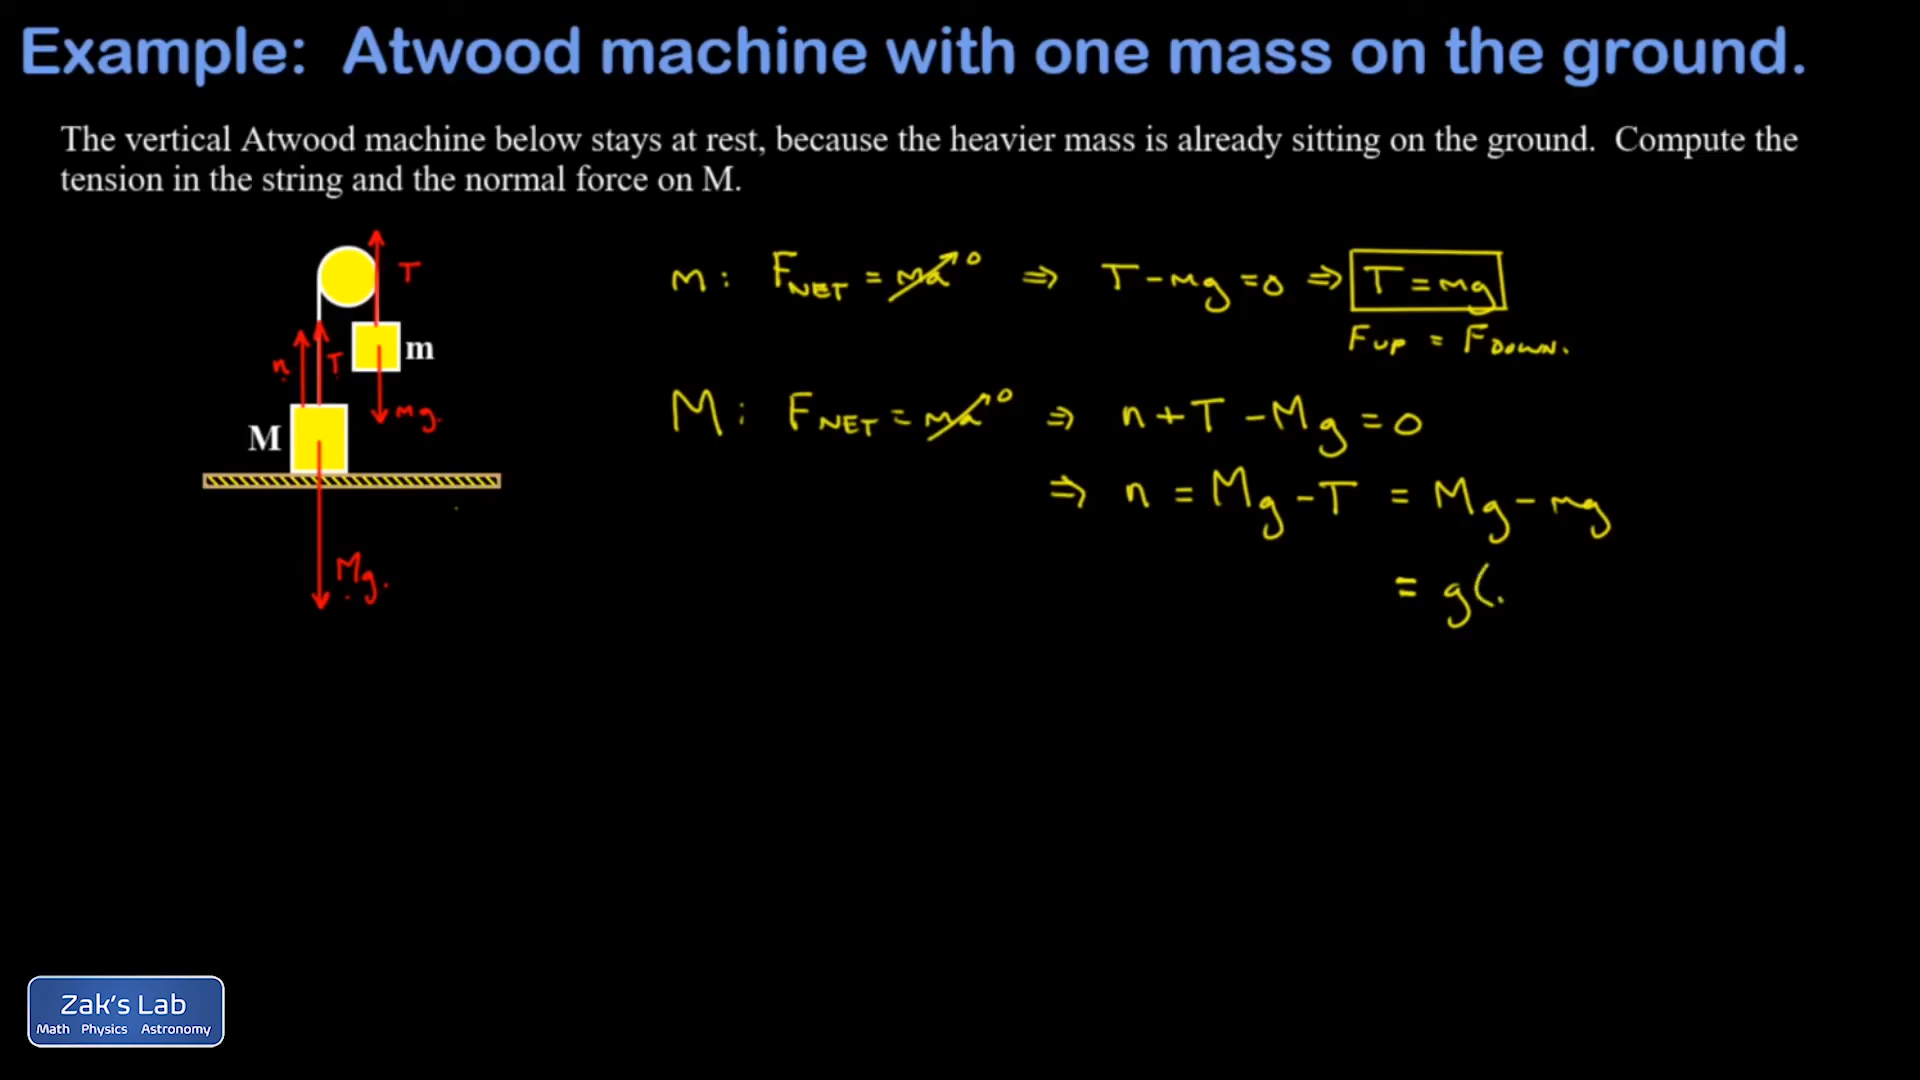 Example: Atwood machine with one mass on the ground.
The vertical Atwood machine below stays at rest, because the heavier mass is already sitting on the ground. Compute the
tension in the string and the normal force on M.
T
m: F_NET = ma → 0 ⇒ T - mg = 0 ⇒ T = mg
F_UP = F_DOWN.
n T m
mg.
M
M: F_NET = ma → 0 ⇒ n + T - Mg = 0
⇒ n = Mg - T = Mg - mg
Mg.
= g(.
Zak's Lab
Math Physics Astronomy